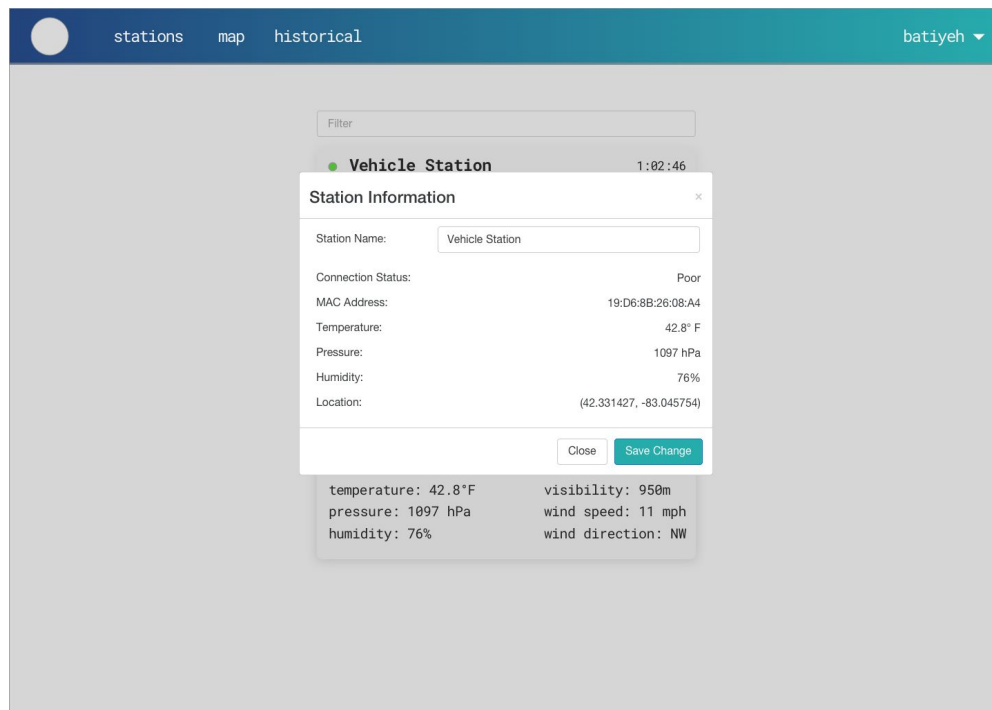 stations map historical batiyeh
Filter
Vehicle Station 1:02:46
Station Information ×
Station Name: Vehicle Station
Connection Status: Poor
MAC Address: 19:D6:8B:26:08:A4
Temperature: 42.8° F
Pressure: 1097 hPa
Humidity: 76%
Location: (42.331427, -83.045754)
Close Save Change
temperature: 42.8°F visibility: 950m
pressure: 1097 hPa wind speed: 11 mph
humidity: 76% wind direction: NW